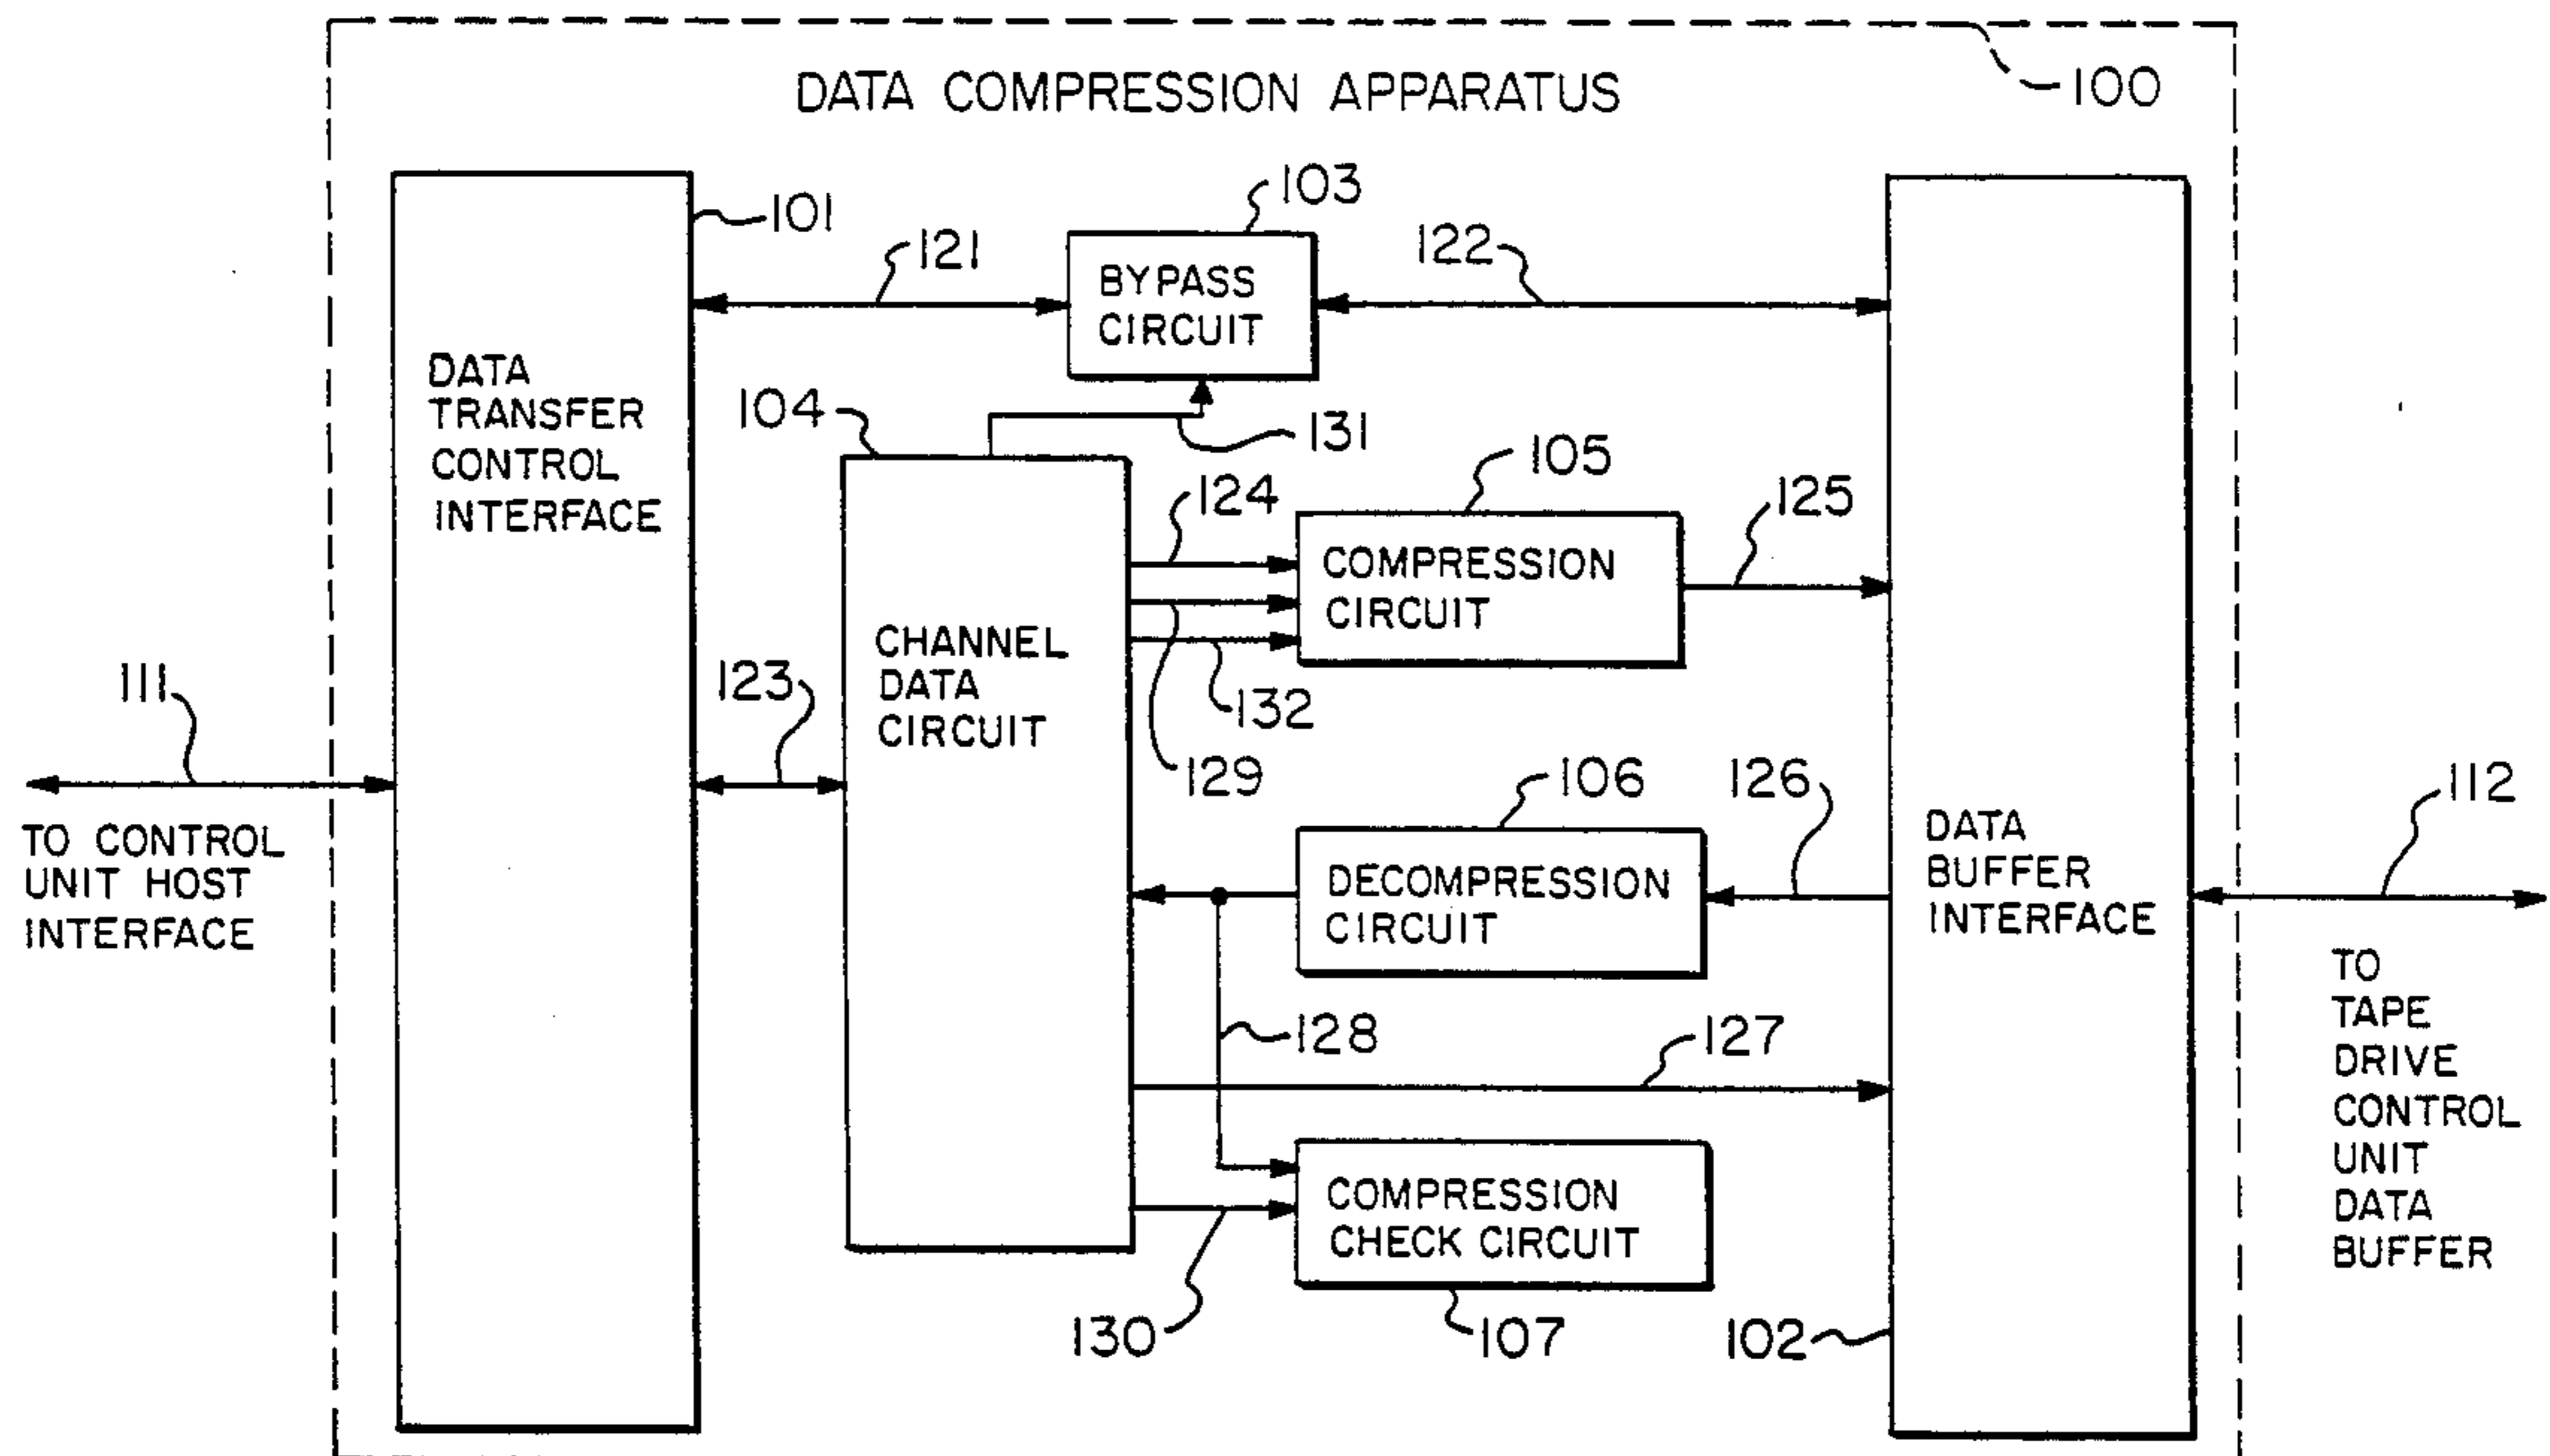 DATA COMPRESSION APPARATUS
100
101
103
121
122
BYPASS
CIRCUIT
DATA
TRANSFER
CONTROL
INTERFACE
104
131
105
124
125
COMPRESSION
CIRCUIT
CHANNEL
DATA
CIRCUIT
111
123
132
129
106
126
112
TO CONTROL
UNIT HOST
INTERFACE
DECOMPRESSION
CIRCUIT
DATA
BUFFER
INTERFACE
TO
TAPE
DRIVE
CONTROL
UNIT
DATA
BUFFER
128
127
COMPRESSION
CHECK CIRCUIT
130
107
102